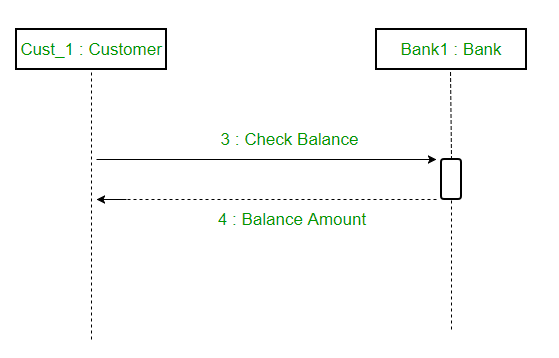 Cust_1 : Customer
Bank1 : Bank
3 : Check Balance
4 : Balance Amount